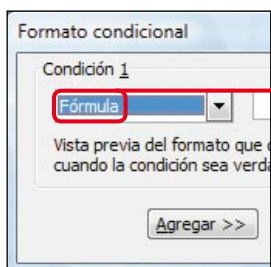 Formato condicional
Condición 1
Fórmula
Vista previa del formato que
cuando la condición sea verda
Agregar >>